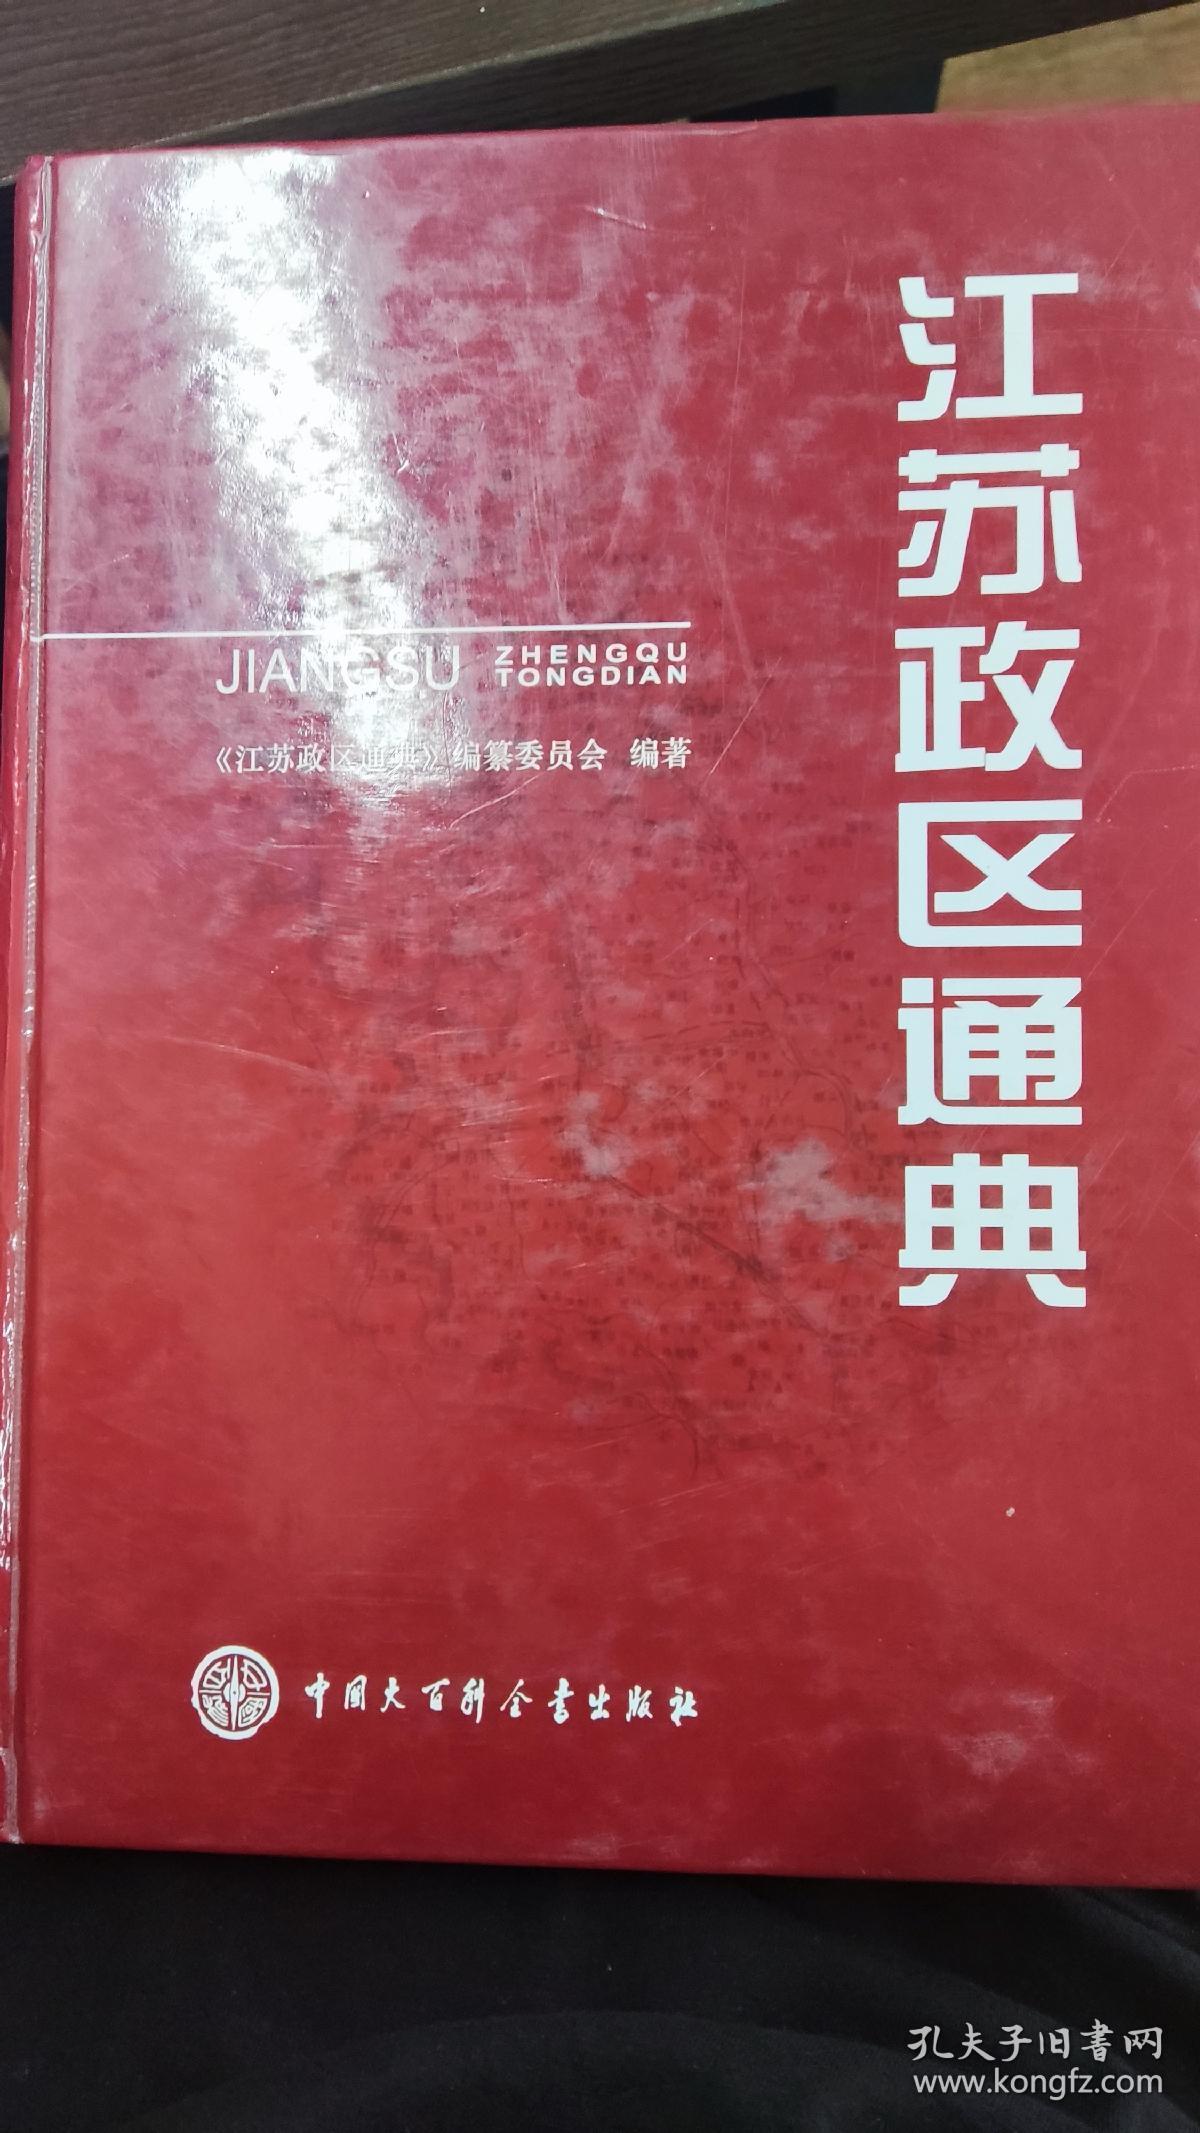 江苏政区通典
JIANGSU ZHENGQU TONGDIAN
《江苏政区通典》编纂委员会 编著
中国大百科全书出版社
孔夫子旧书网
www.kongfz.com